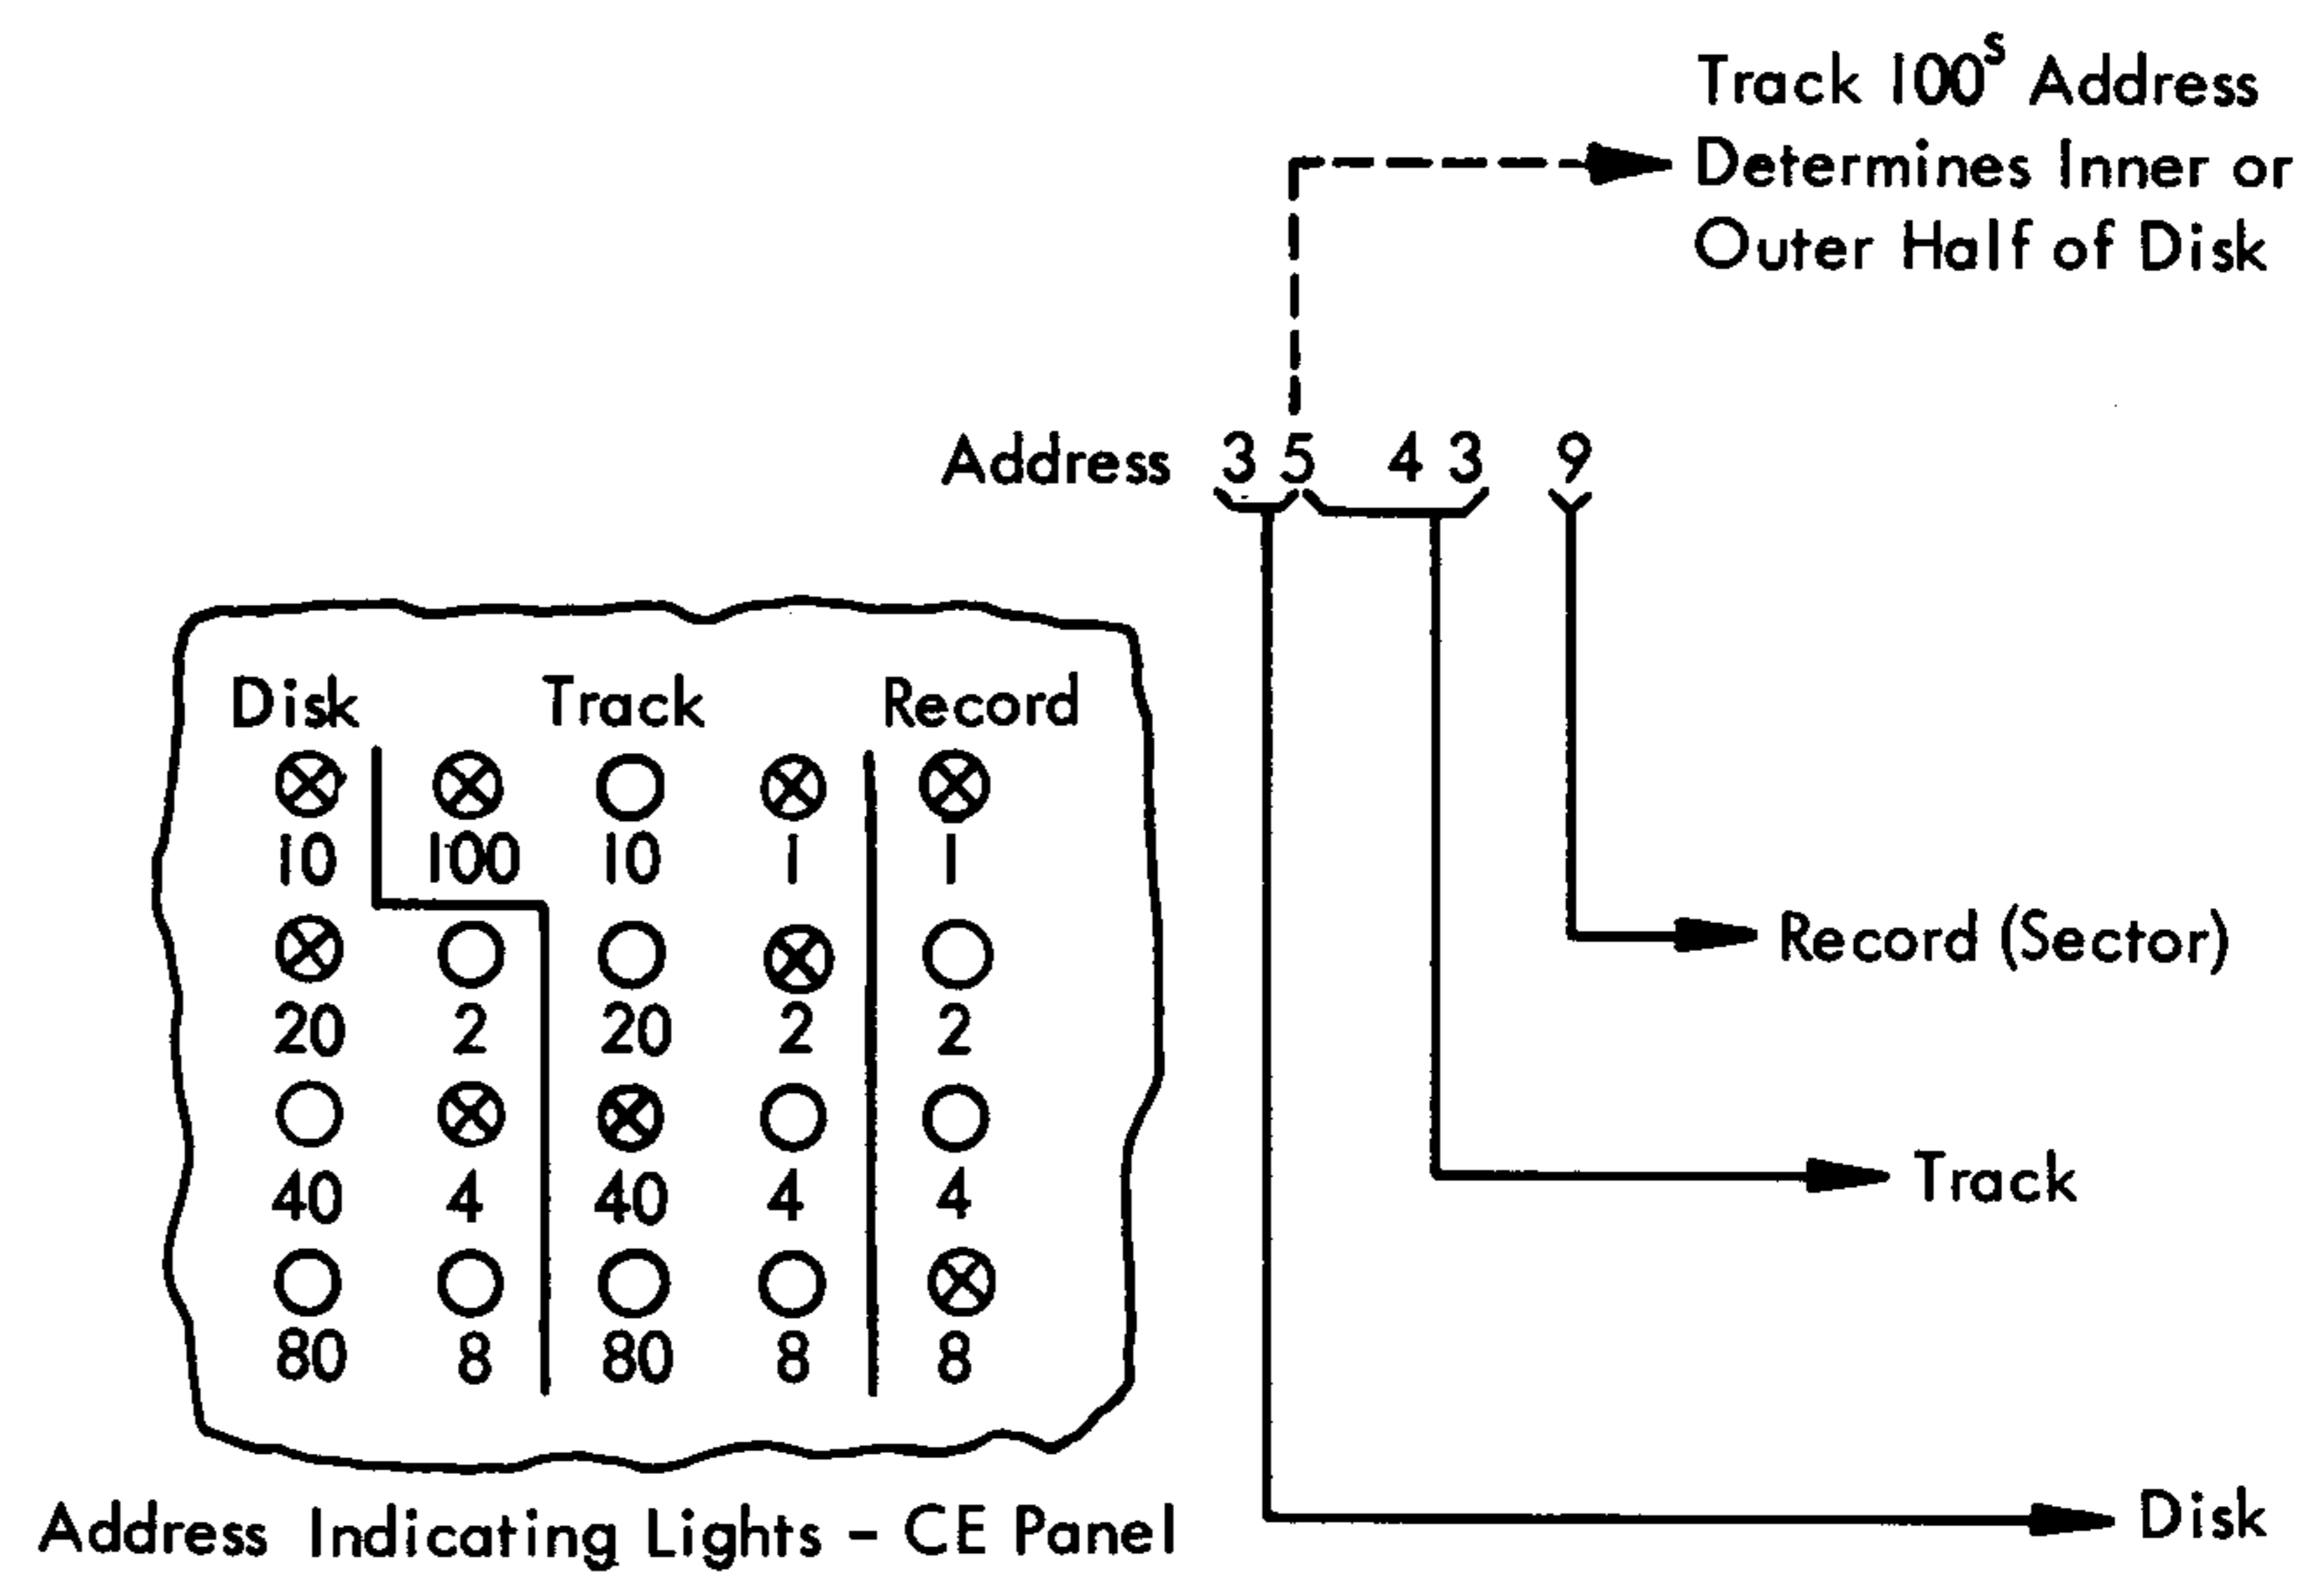 Track 100s Address
Determines Inner or
Outer Half of Disk
Address 3 5 4 3 9
Disk Track Record
10 100 10 1 1
20 2 20 2 2
40 4 40 4 4
80 8 80 8 8
Record (Sector)
Track
Disk
Address Indicating Lights - CE Panel